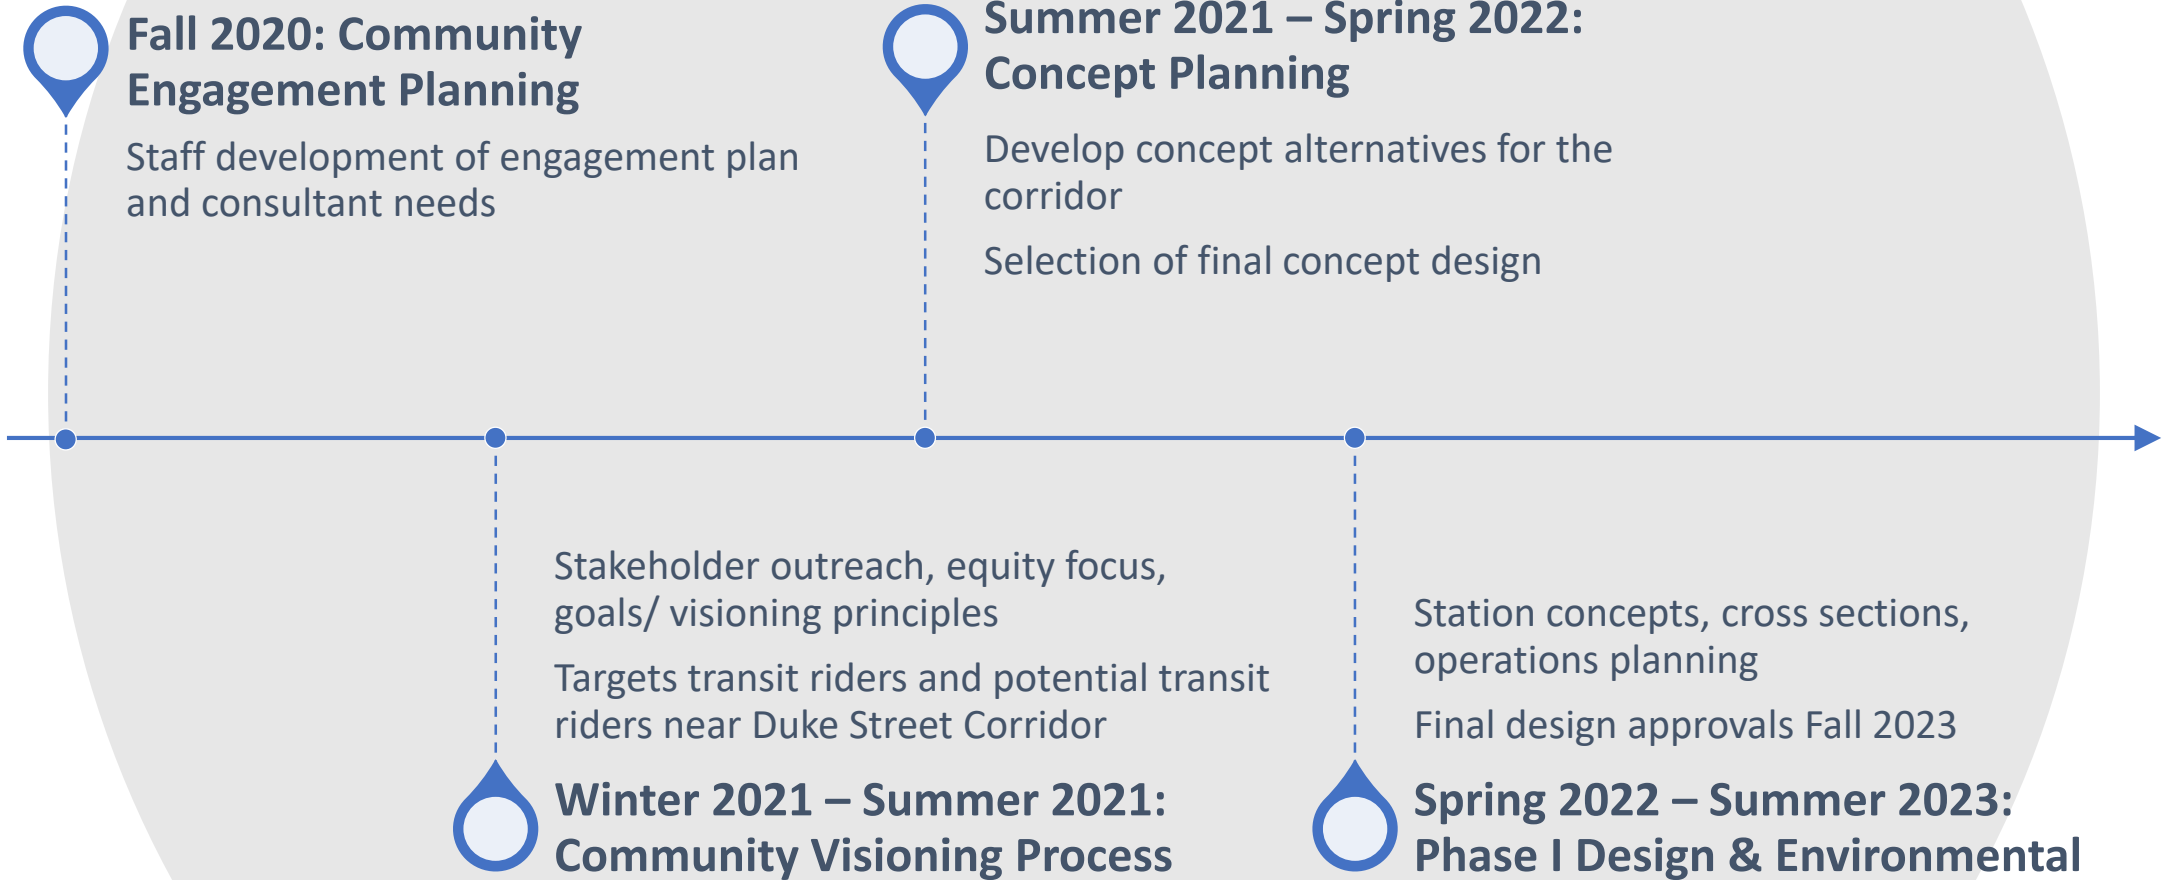 Fall 2020: Community
Engagement Planning
Staff development of engagement plan
and consultant needs
Summer 2021 – Spring 2022:
Concept Planning
Develop concept alternatives for the
corridor
Selection of final concept design
Stakeholder outreach, equity focus,
goals/ visioning principles
Targets transit riders and potential transit
riders near Duke Street Corridor
Winter 2021 – Summer 2021:
Community Visioning Process
Station concepts, cross sections,
operations planning
Final design approvals Fall 2023
Spring 2022 – Summer 2023:
Phase I Design & Environmental